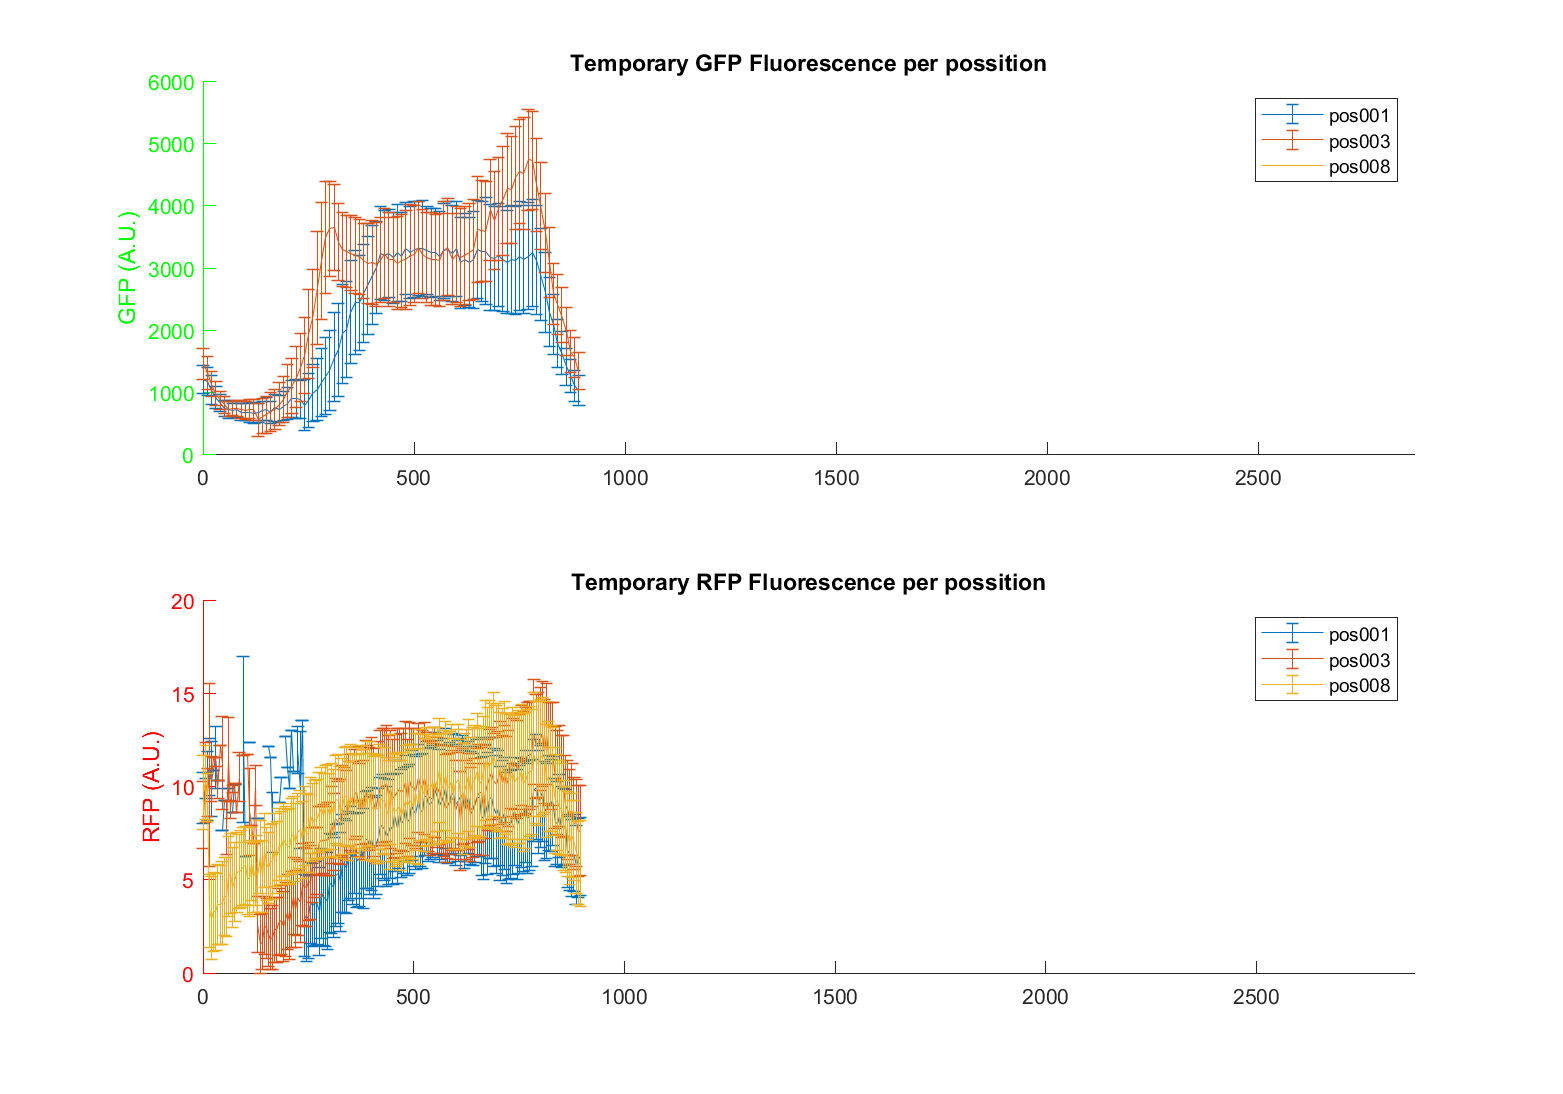 Temporary GFP Fluorescence per possition
6000
5000
4000
3000
2000
1000
0
GFP (A.U.)
0 500 1000 1500 2000 2500
pos001
pos003
pos008
Temporary RFP Fluorescence per possition
20
15
10
5
0
RFP (A.U.)
0 500 1000 1500 2000 2500
pos001
pos003
pos008